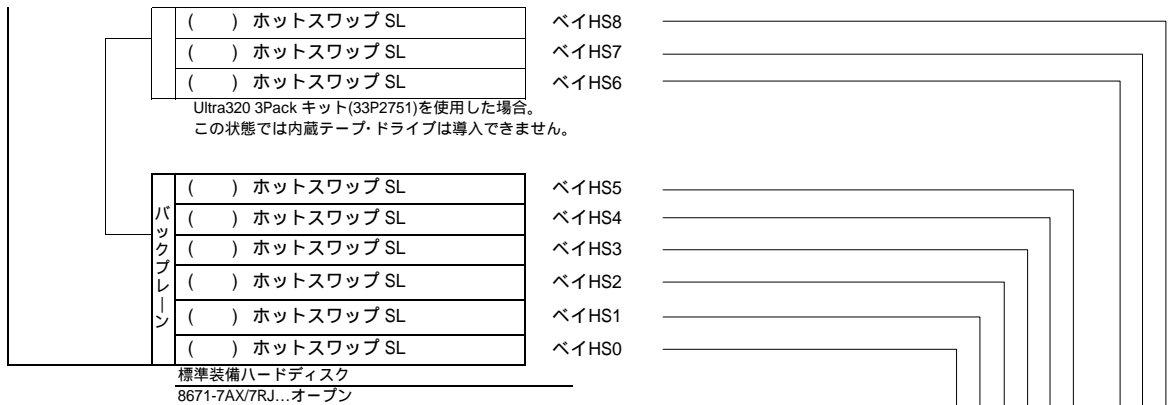 ( ) ホットスワップ SL ベイHS8
( ) ホットスワップ SL ベイHS7
( ) ホットスワップ SL ベイHS6
Ultra320 3Pack キット(33P2751)を使用した場合。
この状態では内蔵テープ・ドライブは導入できません。
バックプレーン
( ) ホットスワップ SL ベイHS5
( ) ホットスワップ SL ベイHS4
( ) ホットスワップ SL ベイHS3
( ) ホットスワップ SL ベイHS2
( ) ホットスワップ SL ベイHS1
( ) ホットスワップ SL ベイHS0
標準装備ハードディスク
8671-7AX/7RJ…オープン